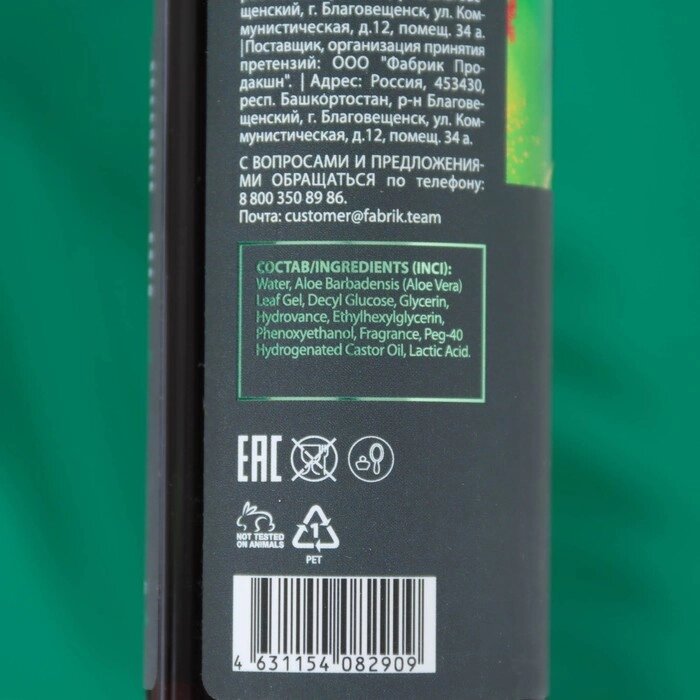 щенский, г. Благовещенск, ул. Ком-
мунистическая, д.12, помещ. 34 а.
|Поставщик, организация принятия
претензий: ООО "Фабрик Про-
дакшн". | Адрес: Россия, 453430,
респ. Башкортостан, р-н Благове-
щенский, г. Благовещенск, ул. Ком-
мунистическая, д.12, помещ. 34 а.
С ВОПРОСАМИ И ПРЕДЛОЖЕНИЯ-
МИ ОБРАЩАТЬСЯ по телефону:
8 800 350 89 86.
Почта: customer@fabrik.team
СОСТАВ/INGREDIENTS (INCI):
Water, Aloe Barbadensis (Aloe Vera)
Leaf Gel, Decyl Glucose, Glycerin,
Hydrovance, Ethylhexylglycerin,
Phenoxyethanol, Fragrance, Peg-40
Hydrogenated Castor Oil, Lactic Acid.
EAC
NOT TESTED
ON ANIMALS
1
PET
4 631154 082909